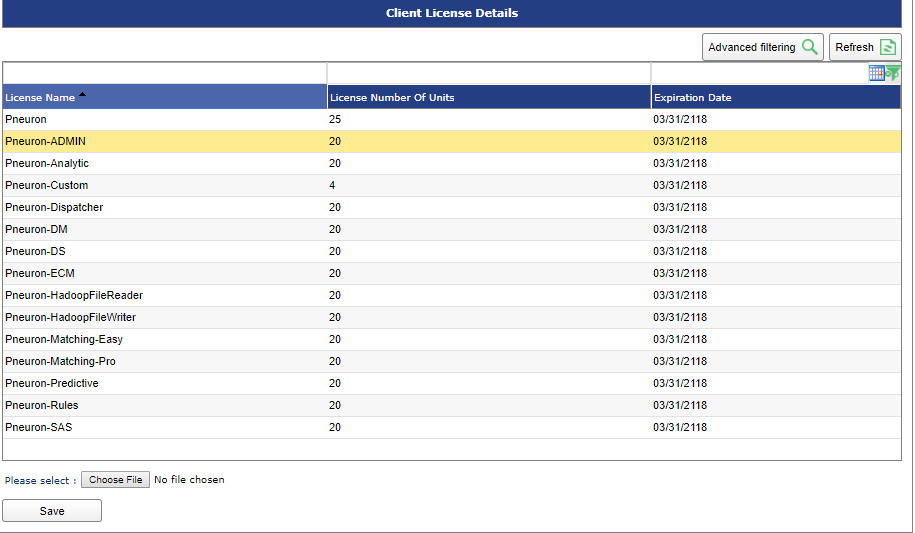 Client License Details
Advanced filtering Refresh
License Name License Number Of Units Expiration Date
Pneuron 25 03/31/2118
Pneuron-ADMIN 20 03/31/2118
Pneuron-Analytic 20 03/31/2118
Pneuron-Custom 4 03/31/2118
Pneuron-Dispatcher 20 03/31/2118
Pneuron-DM 20 03/31/2118
Pneuron-DS 20 03/31/2118
Pneuron-ECM 20 03/31/2118
Pneuron-HadoopFileReader 20 03/31/2118
Pneuron-HadoopFileWriter 20 03/31/2118
Pneuron-Matching-Easy 20 03/31/2118
Pneuron-Matching-Pro 20 03/31/2118
Pneuron-Predictive 20 03/31/2118
Pneuron-Rules 20 03/31/2118
Pneuron-SAS 20 03/31/2118
Please select : Choose File No file chosen
Save